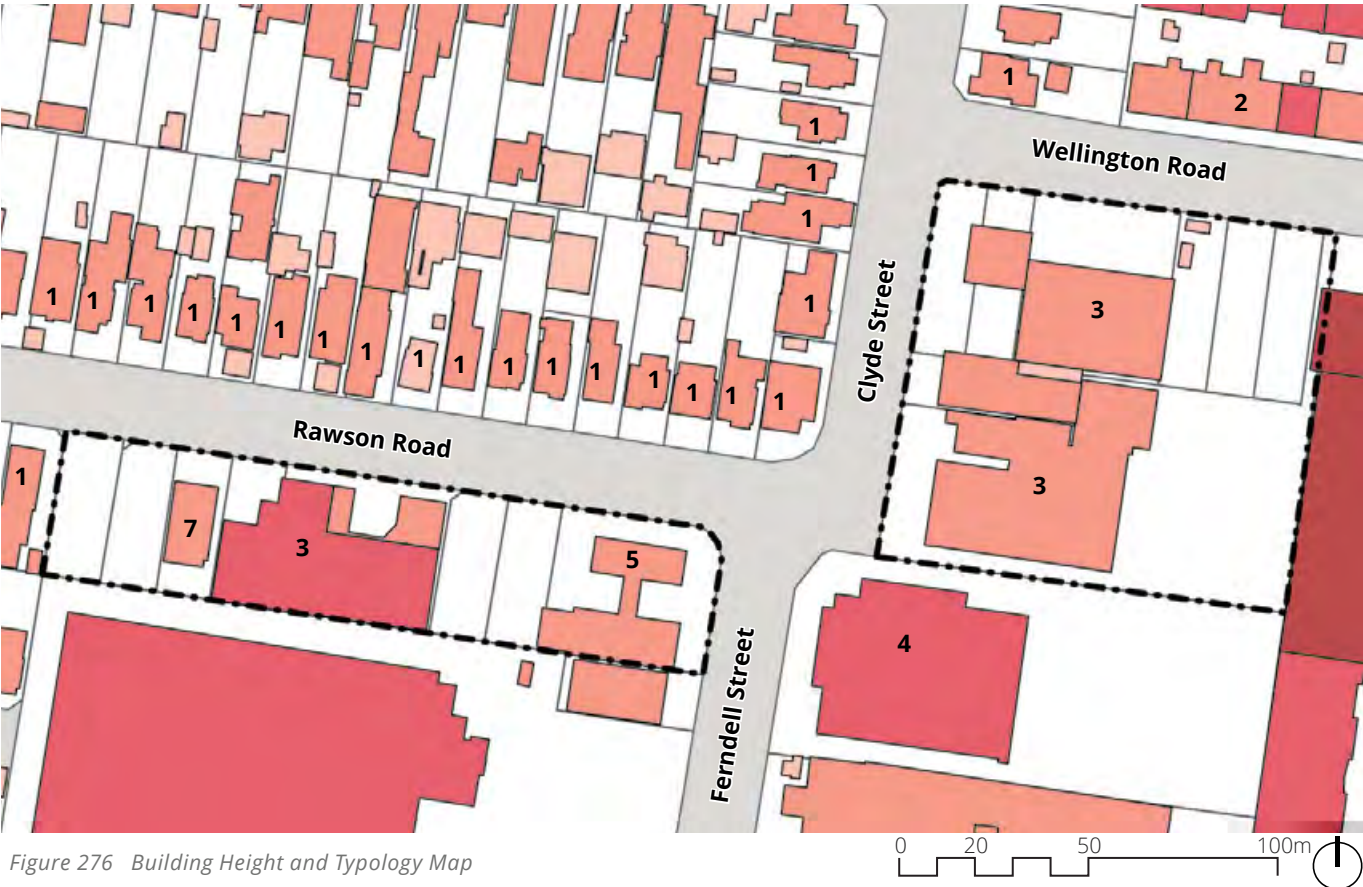 1
2
Wellington Road
1
1
1
1
3
Clyde Street
1 1 1 1 1 1 1 1 1 1 1 1 1 1 1 1 1
Rawson Road
1
7
3
5
3
4
Ferndell Street
0 20 50 100m
Figure 276 Building Height and Typology Map